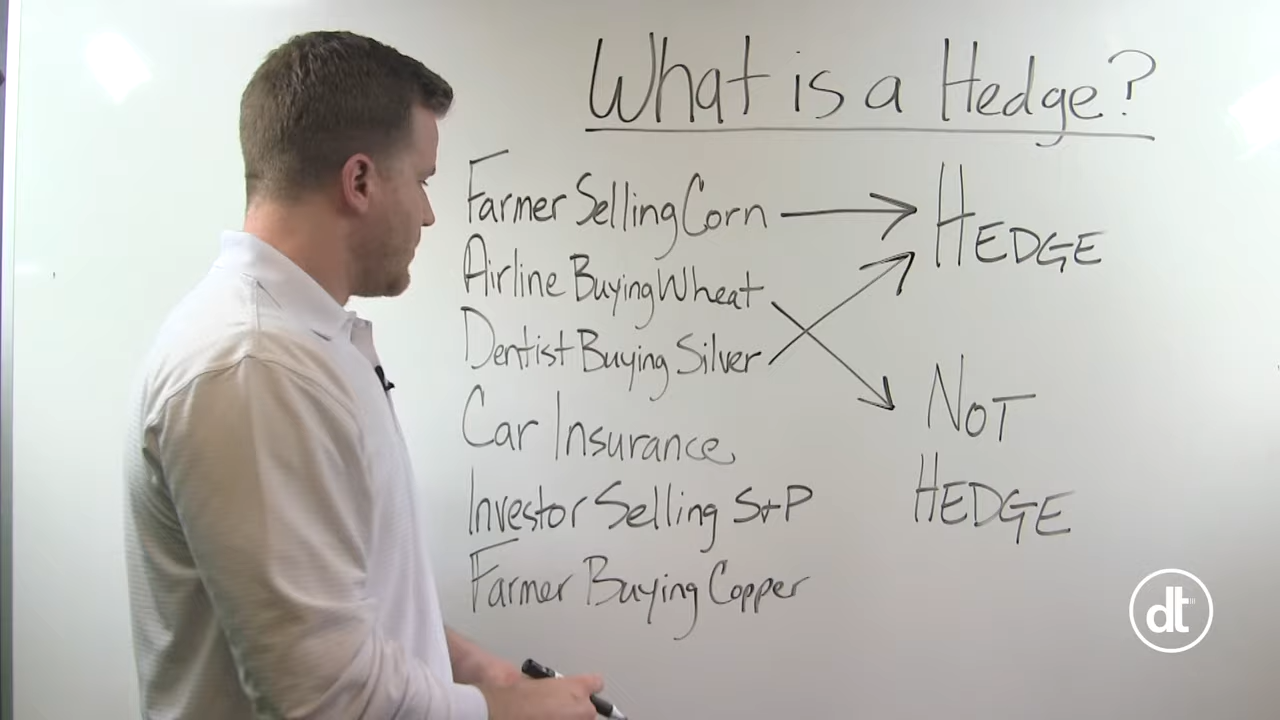 What is a Hedge?
Farmer Selling Corn
Airline Buying Wheat
Dentist Buying Silver
Car Insurance
Investor Selling S+P
Farmer Buying Copper
HEDGE
NOT
HEDGE
dt